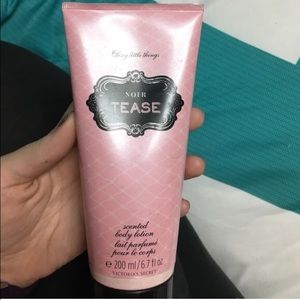 Sexy little things
NOIR
TEASE
scented
body lotion
lait parfumé
pour le corps
℮ 200 ml/6.7 fl oz
VICTORIA'S SECRET